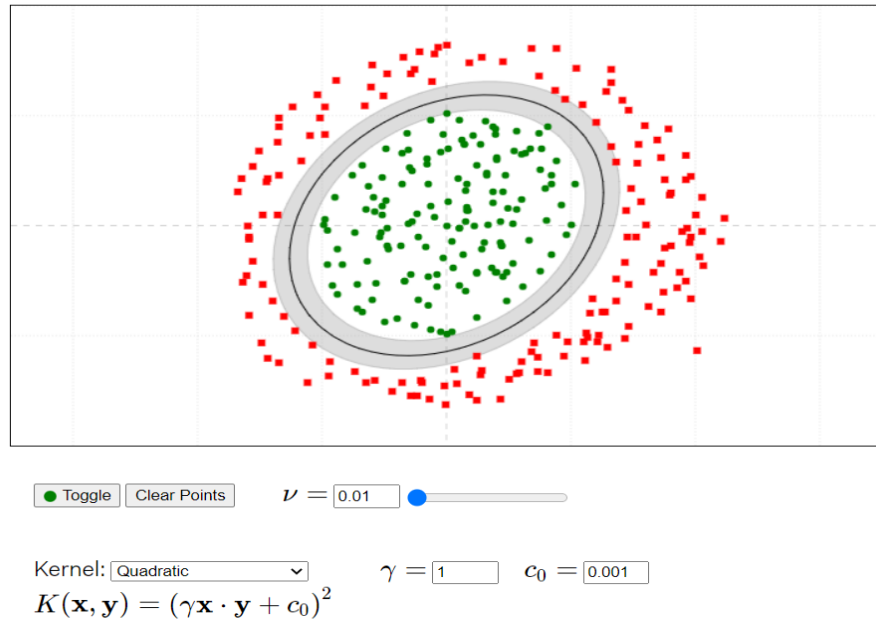 Toggle Clear Points ν = 0.01
Kernel: Quadratic γ = 1 c₀ = 0.001
K(x, y) = (γx · y + c₀)²